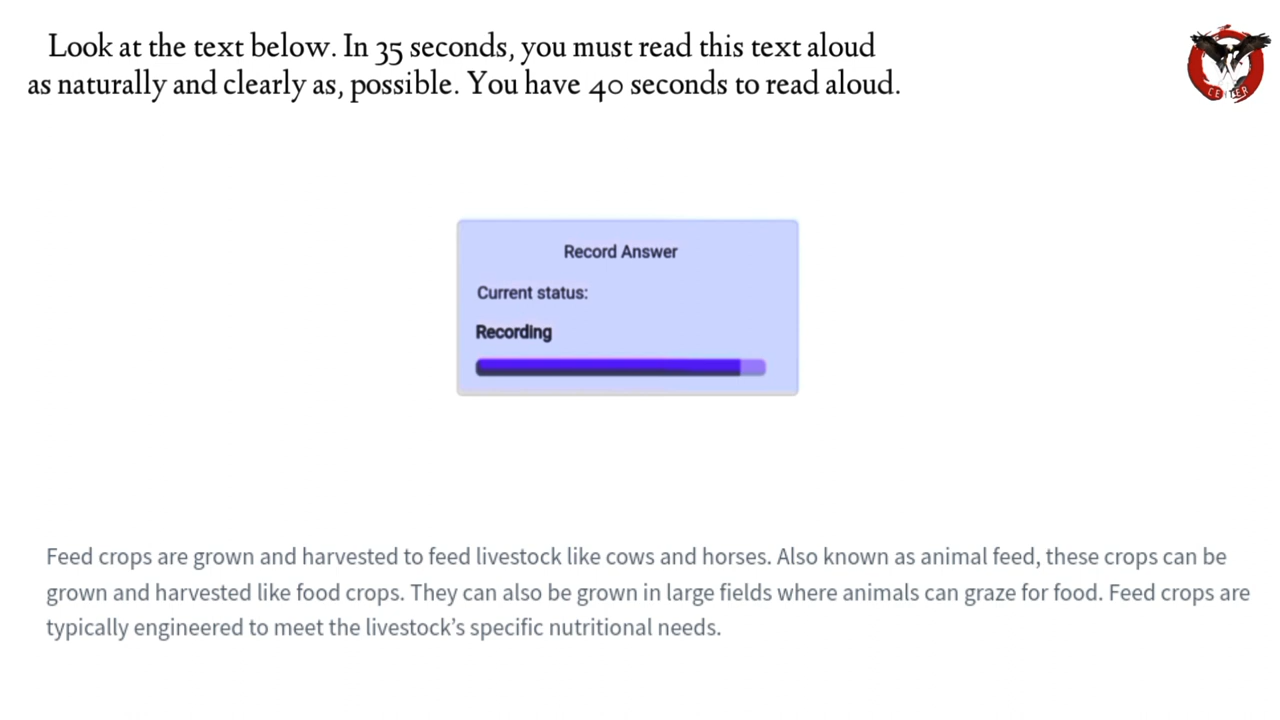 Look at the text below. In 35 seconds, you must read this text aloud
as naturally and clearly as, possible. You have 40 seconds to read aloud.
CENTER
Record Answer
Current status:
Recording
Feed crops are grown and harvested to feed livestock like cows and horses. Also known as animal feed, these crops can be
grown and harvested like food crops. They can also be grown in large fields where animals can graze for food. Feed crops are
typically engineered to meet the livestock’s specific nutritional needs.